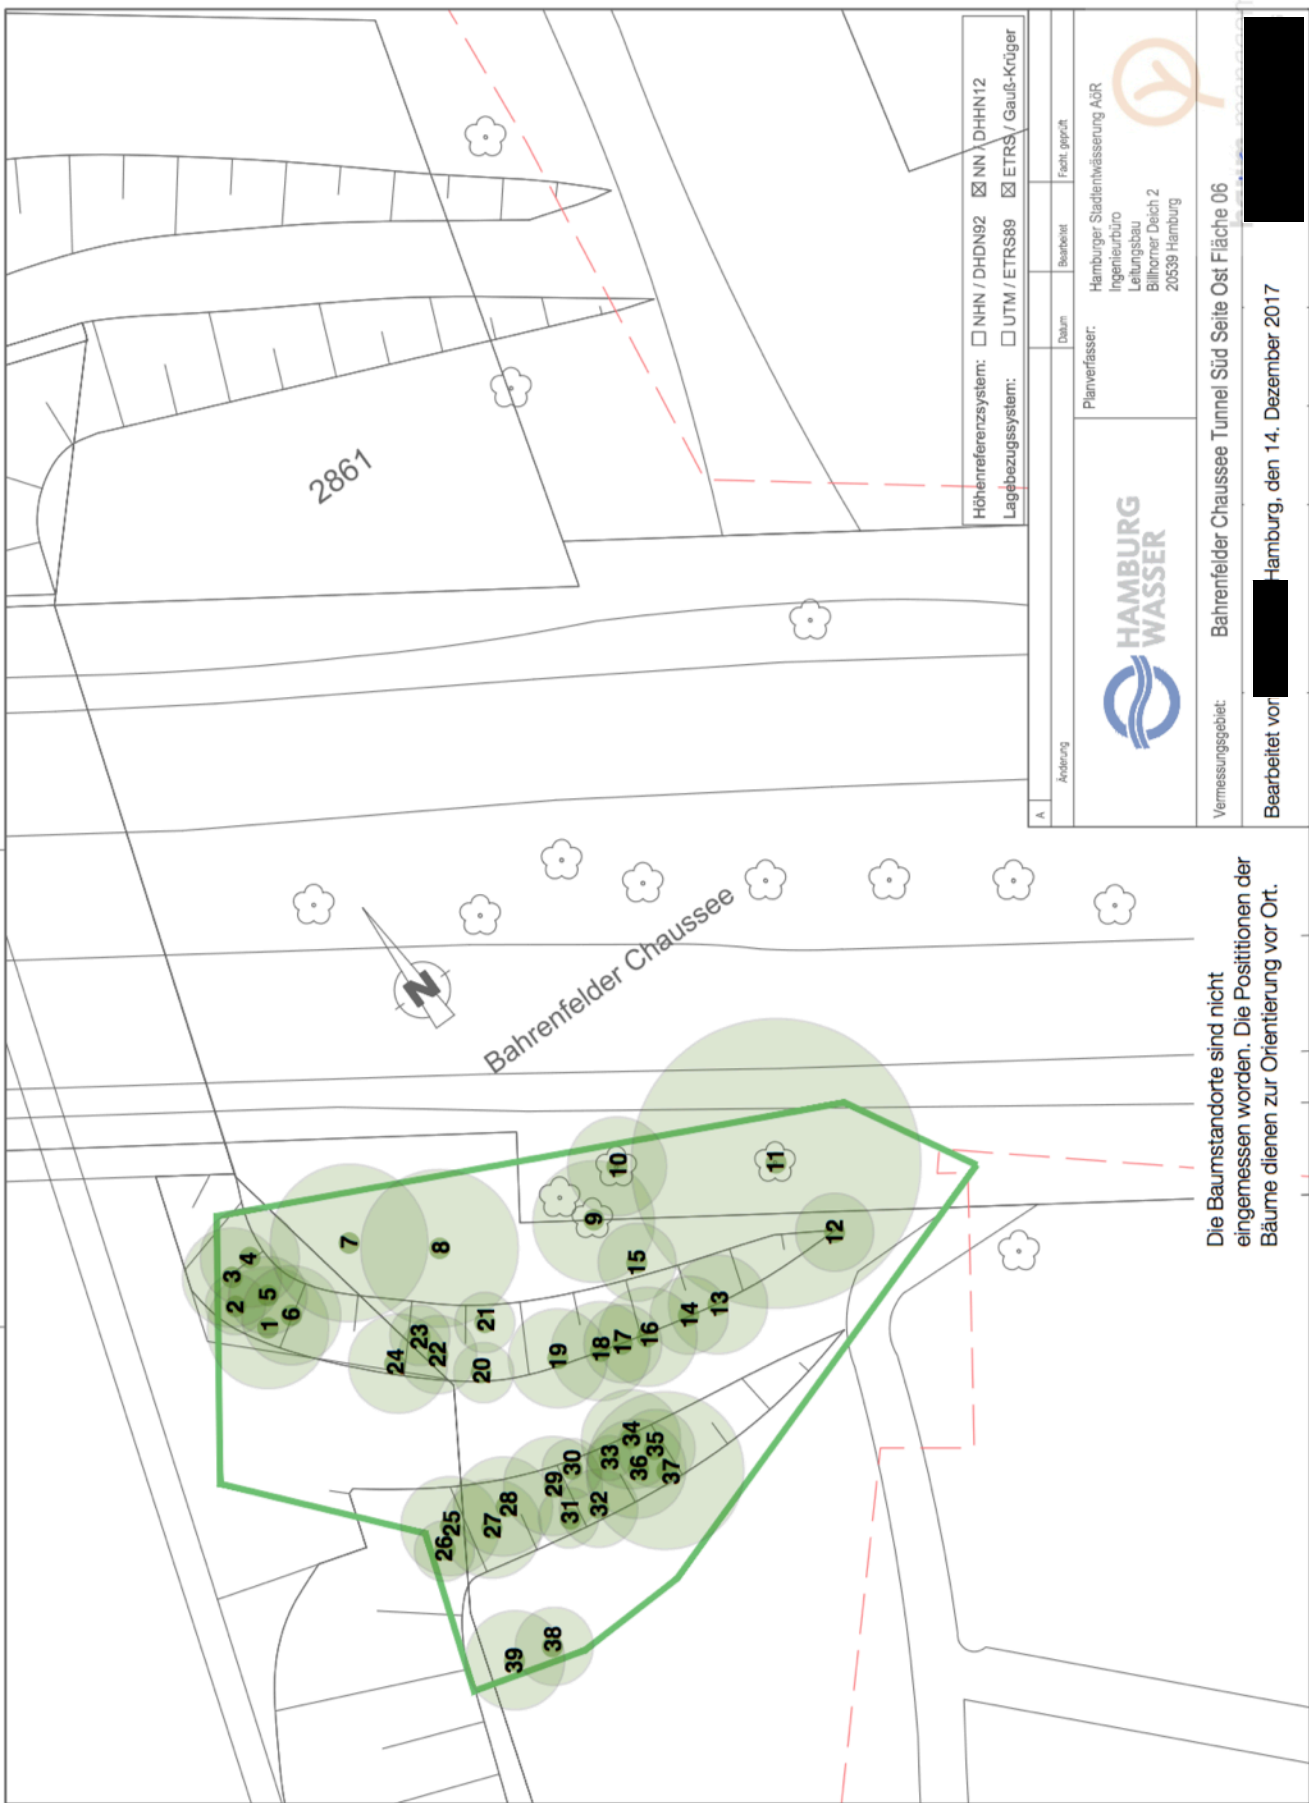 2861
Bahrenfelder Chaussee
N
1
2
3
4
5
6
7
8
9
10
11
12
13
14
15
16
17
18
19
20
21
22
23
24
25
26
27
28
29
30
31
32
33
34
35
36
37
38
39
Die Baumstandorte sind nicht
eingemessen worden. Die Postitionen der
Bäume dienen zur Orientierung vor Ort.
Höhenreferenzsystem: ☐ NHN / DHDN92 ☒ NN / DHHN12
Lagebezugssystem: ☐ UTM / ETRS89 ☒ ETRS / Gauß-Krüger
A
Änderung Datum Bearbeitet Fachl. geprüft
HAMBURG
WASSER
Planverfasser:
Hamburger Stadtentwässerung AöR
Ingenieurbüro
Leitungsbau
Billhorner Deich 2
20539 Hamburg
Vermessungsgebiet: Bahrenfelder Chaussee Tunnel Süd Seite Ost Fläche 06
Bearbeitet von Hamburg, den 14. Dezember 2017